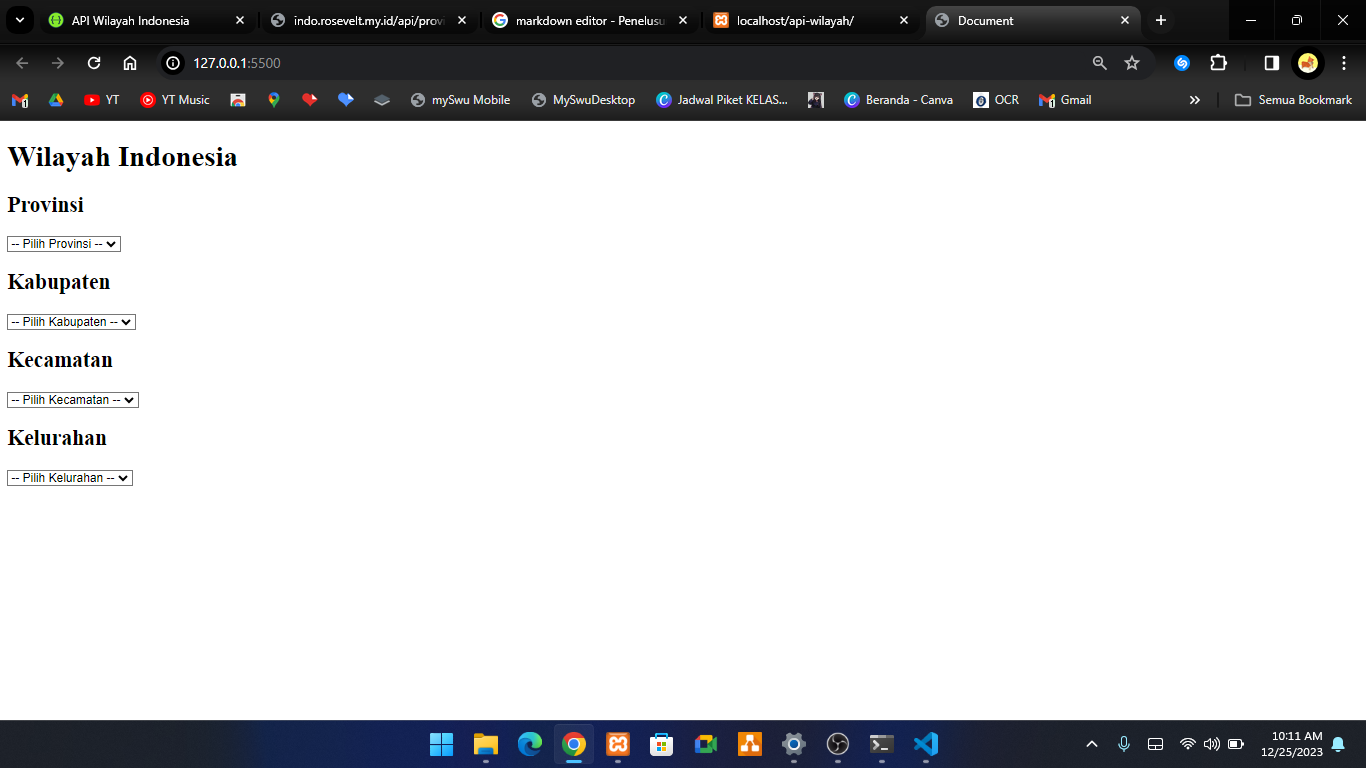 API Wilayah Indonesia
indo.rosevelt.my.id/api/provi
markdown editor - Penelusu
localhost/api-wilayah/
Document
127.0.0.1:5500
YT
YT Music
mySwu Mobile
MySwuDesktop
Jadwal Piket KELAS...
Beranda - Canva
OCR
Gmail
Semua Bookmark
Wilayah Indonesia
Provinsi
-- Pilih Provinsi --
Kabupaten
-- Pilih Kabupaten --
Kecamatan
-- Pilih Kecamatan --
Kelurahan
-- Pilih Kelurahan --
10:11 AM
12/25/2023